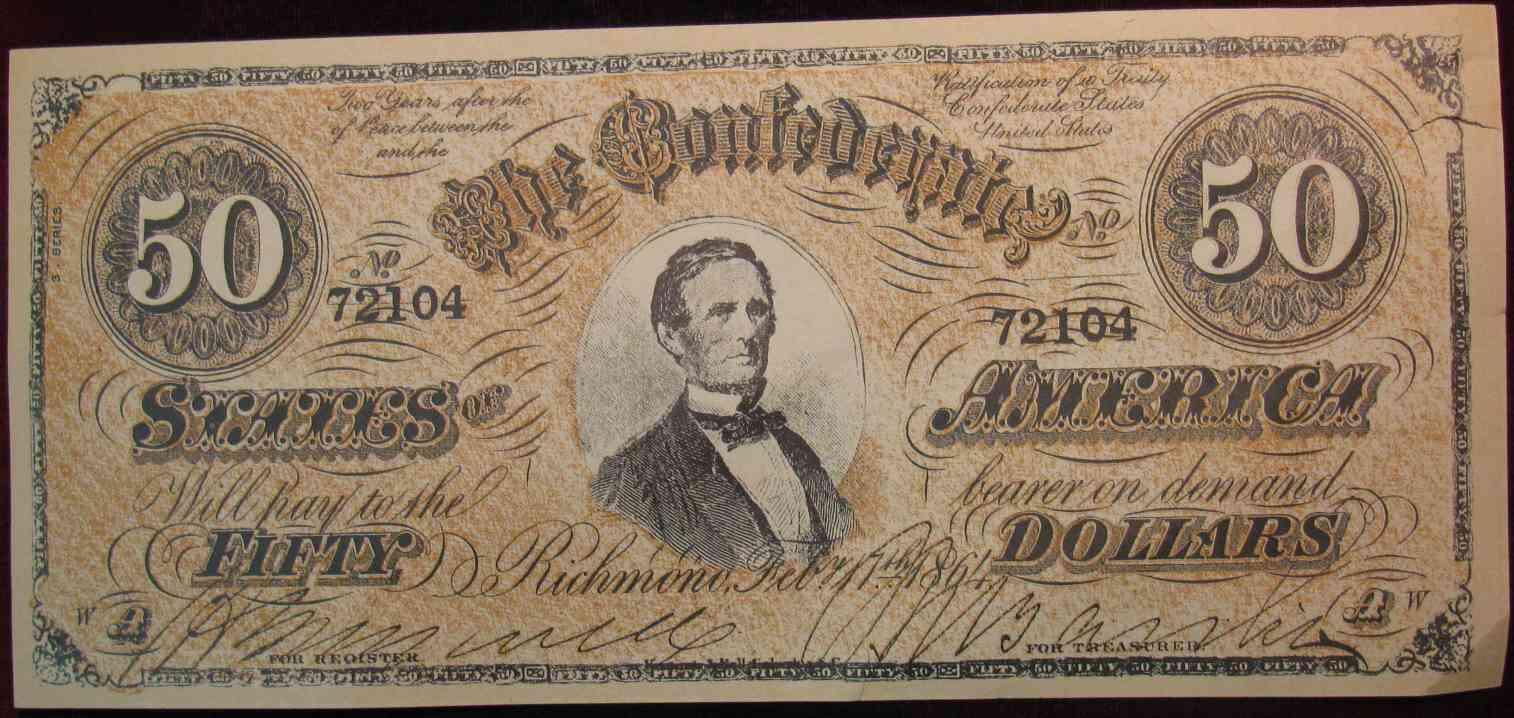 Two Years after the
of Peace between the
and the
Ratification of a Treaty
Confederate States
United States
The Confederate
50
50
3. SERIES
No
72104
No
72104
STATES OF
AMERICA
Will pay to the
bearer on demand
FIFTY
DOLLARS
Richmond, Feby. 17th 1864.
W A
A W
FOR REGISTER
FOR TREASURER.